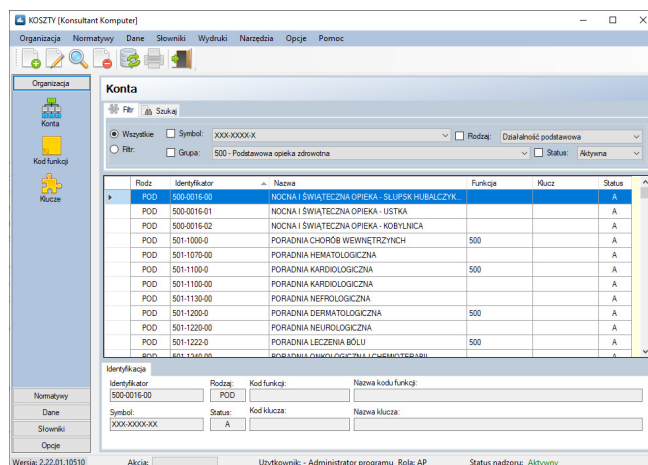 KOSZTY [Konsultant Komputer]
Organizacja Normatywy Dane Słowniki Wydruki Narzędzia Opcje Pomoc
Organizacja
Konta
Kod funkcji
Klucze
Normatywy
Dane
Słowniki
Opcje
Konta
Filtr Szukaj
Wszystkie Symbol: XXX-XXXX-X Rodzaj: Działalność podstawowa
Filtr: Grupa: 500 - Podstawowa opieka zdrowotna Status: Aktywna
Rodz Identyfikator Nazwa Funkcja Klucz Status
POD 500-0016-00 NOCNA I ŚWIĄTECZNA OPIEKA - SŁUPSK HUBALCZYK... A
POD 500-0016-01 NOCNA I ŚWIĄTECZNA OPIEKA - USTKA A
POD 500-0016-02 NOCNA I ŚWIĄTECZNA OPIEKA - KOBYLNICA A
POD 501-1000-0 PORADNIA CHORÓB WEWNĘTRZYNCH 500 A
POD 501-1070-00 PORADNIA HEMATOLOGICZNA A
POD 501-1100-0 PORADNIA KARDIOLOGICZNA 500 A
POD 501-1100-00 PORADNIA KARDIOLOGICZNA A
POD 501-1130-00 PORADNIA NEFROLOGICZNA A
POD 501-1200-0 PORADNIA DERMATOLOGICZNA 500 A
POD 501-1220-00 PORADNIA NEUROLOGICZNA A
POD 501-1222-0 PORADNIA LECZENIA BÓLU 500 A
POD 501-1240-00 PORADNIA ONKOLOGICZNA I CHEMIOTERAPII A
Identyfikacja
Identyfikator Rodzaj: Kod funkcji: Nazwa kodu funkcji:
500-0016-00 POD
Symbol: Status: Kod klucza: Nazwa klucza:
XXX-XXXX-XX A
Wersja: 2.22.01.10510 Akcja: Użytkownik: - Administrator programu Rola: AP Status nadzoru: Aktywny